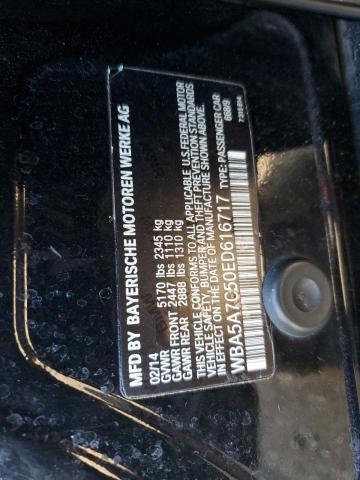 MFD BY BAYERISCHE MOTOREN WERKE AG
02/14
GVWR 5170 lbs 2345 kg
GAWR FRONT 2447 lbs 1110 kg
GAWR REAR 2888 lbs 1310 kg
THIS VEHICLE CONFORMS TO ALL APPLICABLE U.S. FEDERAL MOTOR
VEHICLE SAFETY, BUMPER AND THEFT PREVENTION STANDARDS
IN EFFECT ON THE DATE OF MANUFACTURE SHOWN ABOVE.
WBA5A7C50ED616717 TYPE: PASSENGER CAR
668/9